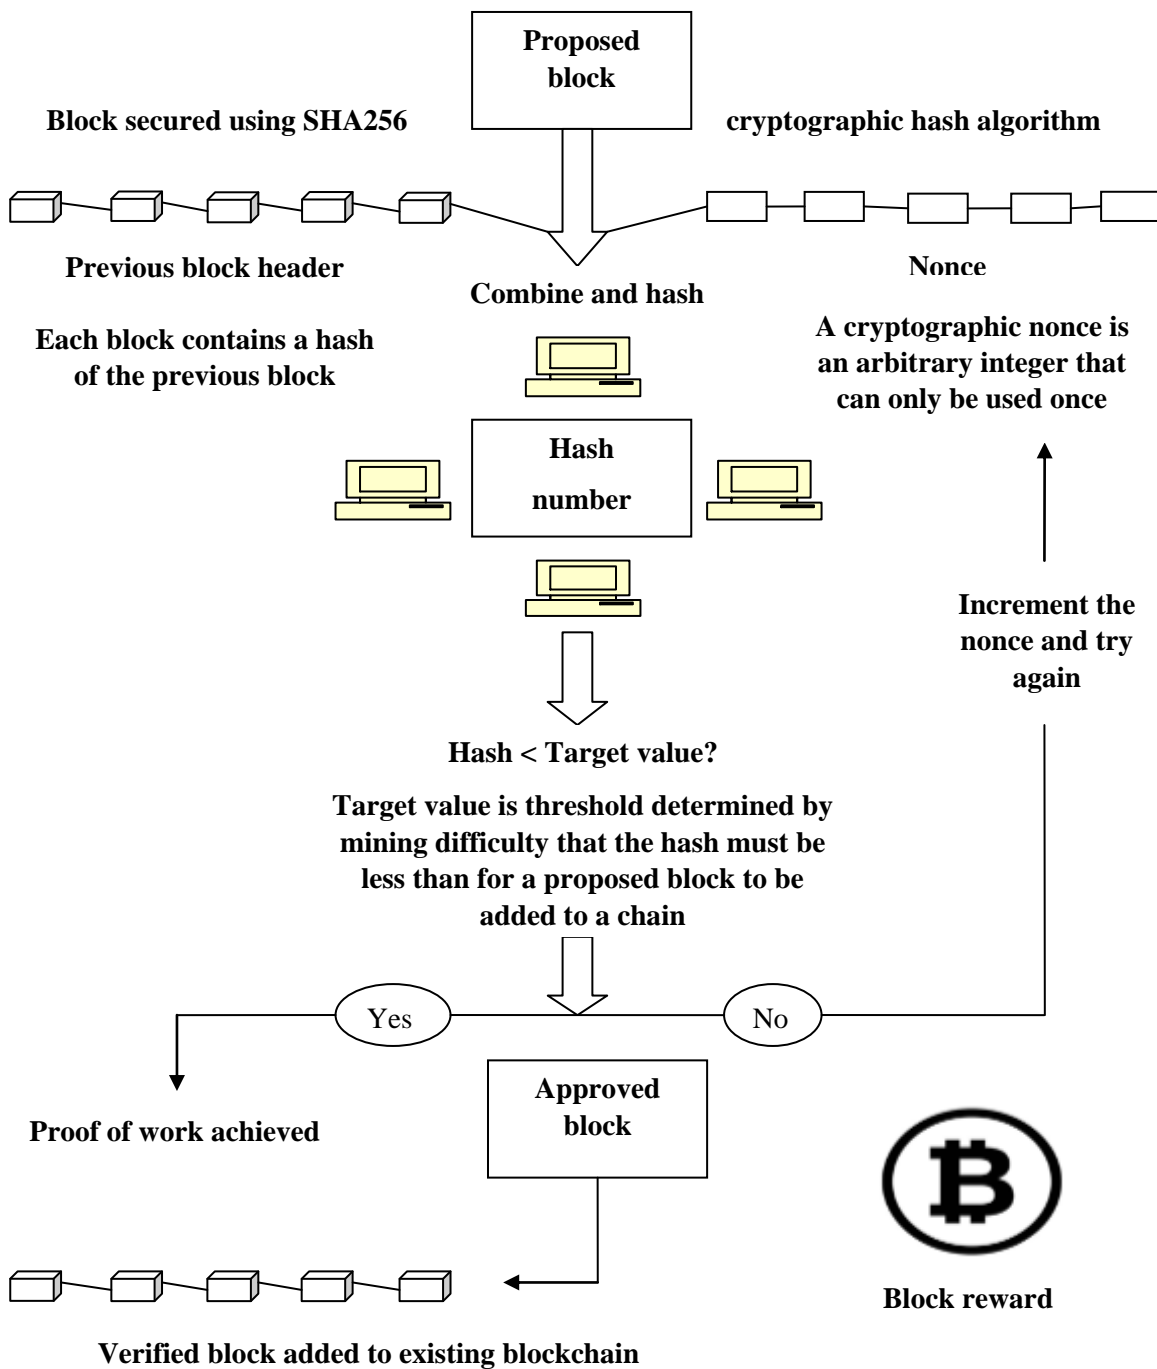 Proposed
block
Block secured using SHA256
cryptographic hash algorithm
Previous block header
Nonce
Combine and hash
Each block contains a hash
of the previous block
A cryptographic nonce is
an arbitrary integer that
can only be used once
Hash
number
Increment the
nonce and try
again
Hash < Target value?
Target value is threshold determined by
mining difficulty that the hash must be
less than for a proposed block to be
added to a chain
Yes
No
Approved
block
Proof of work achieved
Block reward
Verified block added to existing blockchain